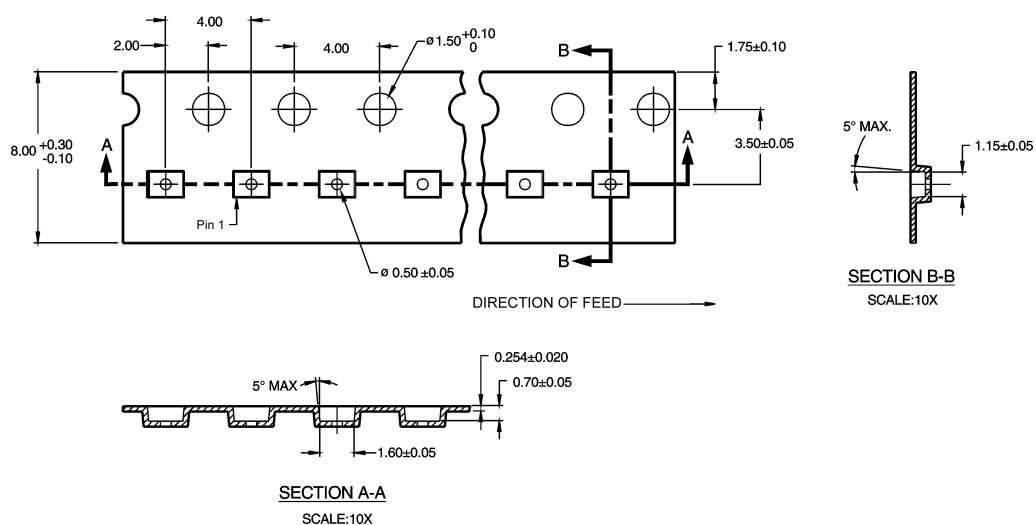 4.00
2.00
4.00
ø1.50 +0.10
0
B
1.75±0.10
8.00 +0.30
-0.10
A
A
3.50±0.05
5° MAX.
1.15±0.05
Pin 1
B
ø 0.50 ±0.05
DIRECTION OF FEED
SECTION B-B
SCALE:10X
0.254±0.020
5° MAX
0.70±0.05
1.60±0.05
SECTION A-A
SCALE:10X